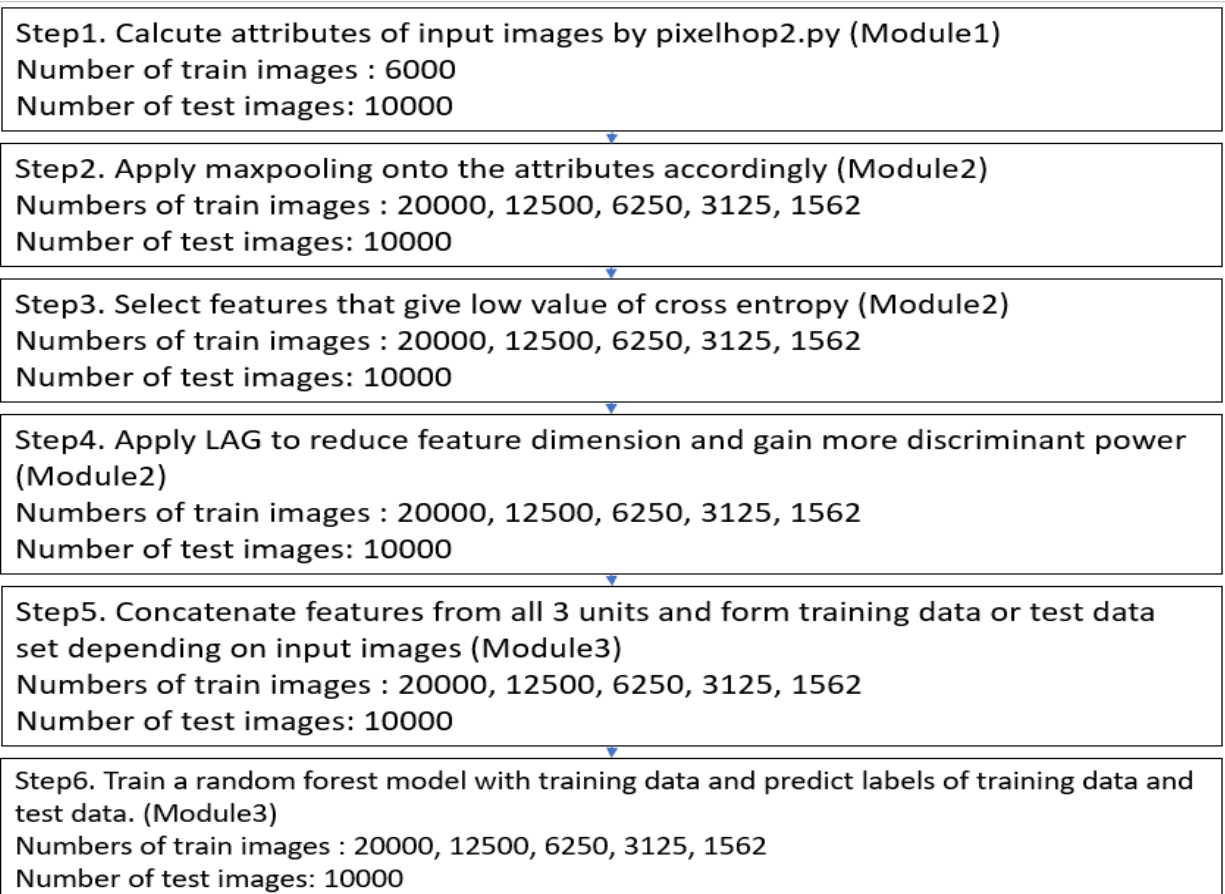 Step1. Calcute attributes of input images by pixelhop2.py (Module1)
Number of train images : 6000
Number of test images: 10000
Step2. Apply maxpooling onto the attributes accordingly (Module2)
Numbers of train images : 20000, 12500, 6250, 3125, 1562
Number of test images: 10000
Step3. Select features that give low value of cross entropy (Module2)
Numbers of train images : 20000, 12500, 6250, 3125, 1562
Number of test images: 10000
Step4. Apply LAG to reduce feature dimension and gain more discriminant power
(Module2)
Numbers of train images : 20000, 12500, 6250, 3125, 1562
Number of test images: 10000
Step5. Concatenate features from all 3 units and form training data or test data
set depending on input images (Module3)
Numbers of train images : 20000, 12500, 6250, 3125, 1562
Number of test images: 10000
Step6. Train a random forest model with training data and predict labels of training data and
test data. (Module3)
Numbers of train images : 20000, 12500, 6250, 3125, 1562
Number of test images: 10000